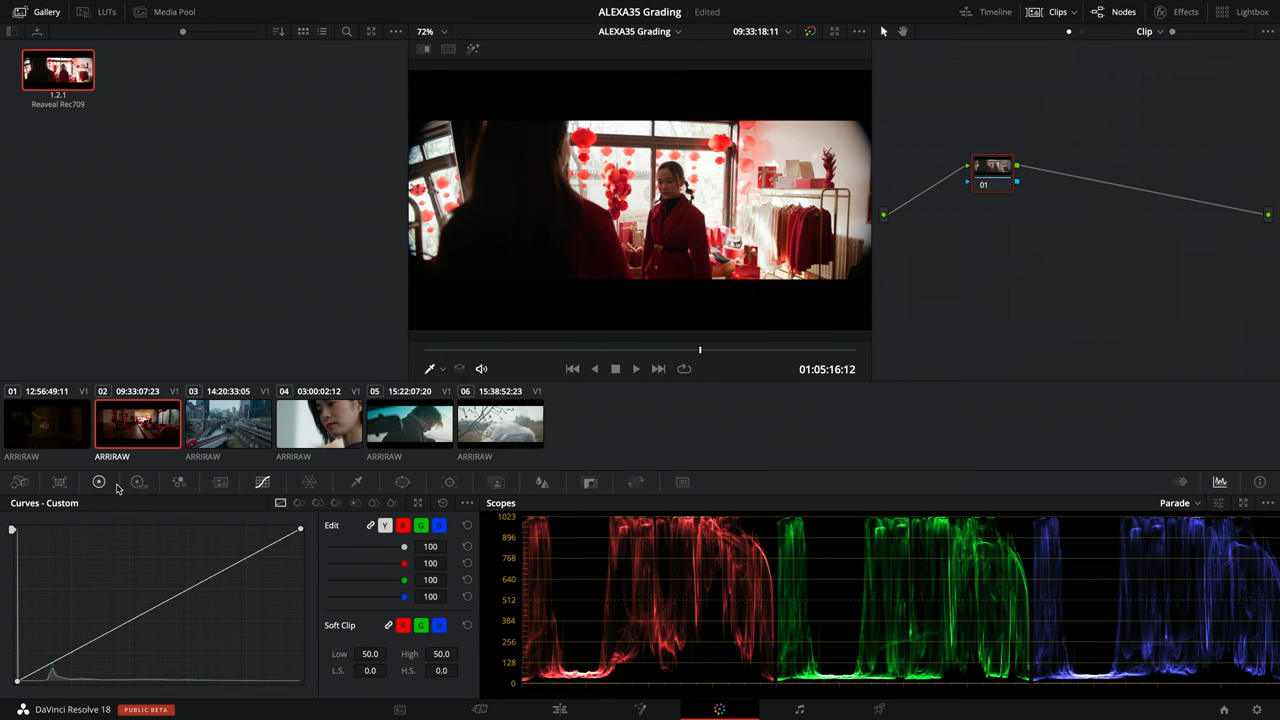 Gallery
LUTs
Media Pool
ALEXA35 Grading
Edited
Timeline
Clips
Nodes
Effects
Lightbox
72%
ALEXA35 Grading
09:33:18:11
Clip
1.2.1
Reaveal Rec709
01
01:05:16:12
01 12:56:49:11 V1
02 09:33:07:23 V1
03 14:20:33:05 V1
04 03:00:02:12 V1
05 15:22:07:20 V1
06 15:38:52:23 V1
ARRIRAW
ARRIRAW
ARRIRAW
ARRIRAW
ARRIRAW
ARRIRAW
Curves - Custom
Scopes
Parade
Edit
Y
100
100
100
100
Soft Clip
Low 50.0 High 50.0
L.S. 0.0 H.S. 0.0
1023
896
768
640
512
384
256
128
0
DaVinci Resolve 18
PUBLIC BETA